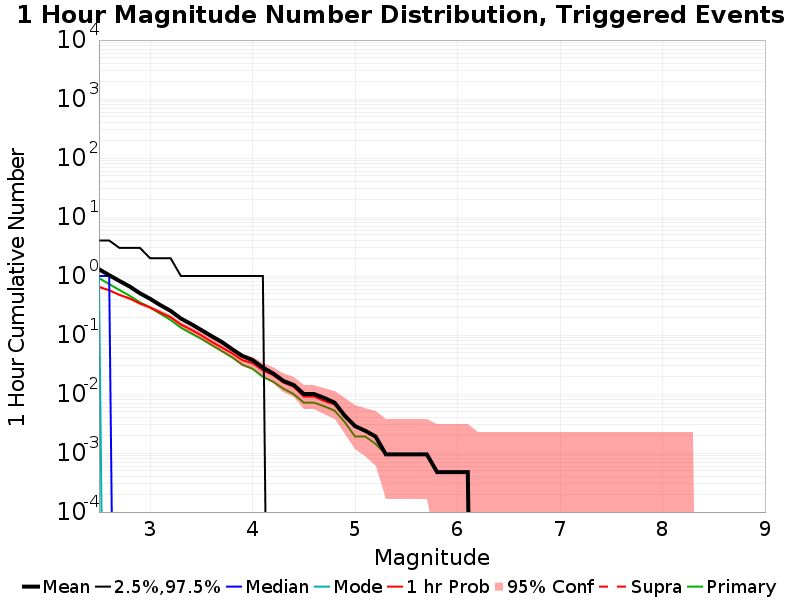 1 Hour Magnitude Number Distribution, Triggered Events
10^4
10^3
10^2
10^1
10^0
10^-1
10^-2
10^-3
10^-4
1 Hour Cumulative Number
3 4 5 6 7 8 9
Magnitude
Mean 2.5%,97.5% Median Mode 1 hr Prob 95% Conf Supra Primary